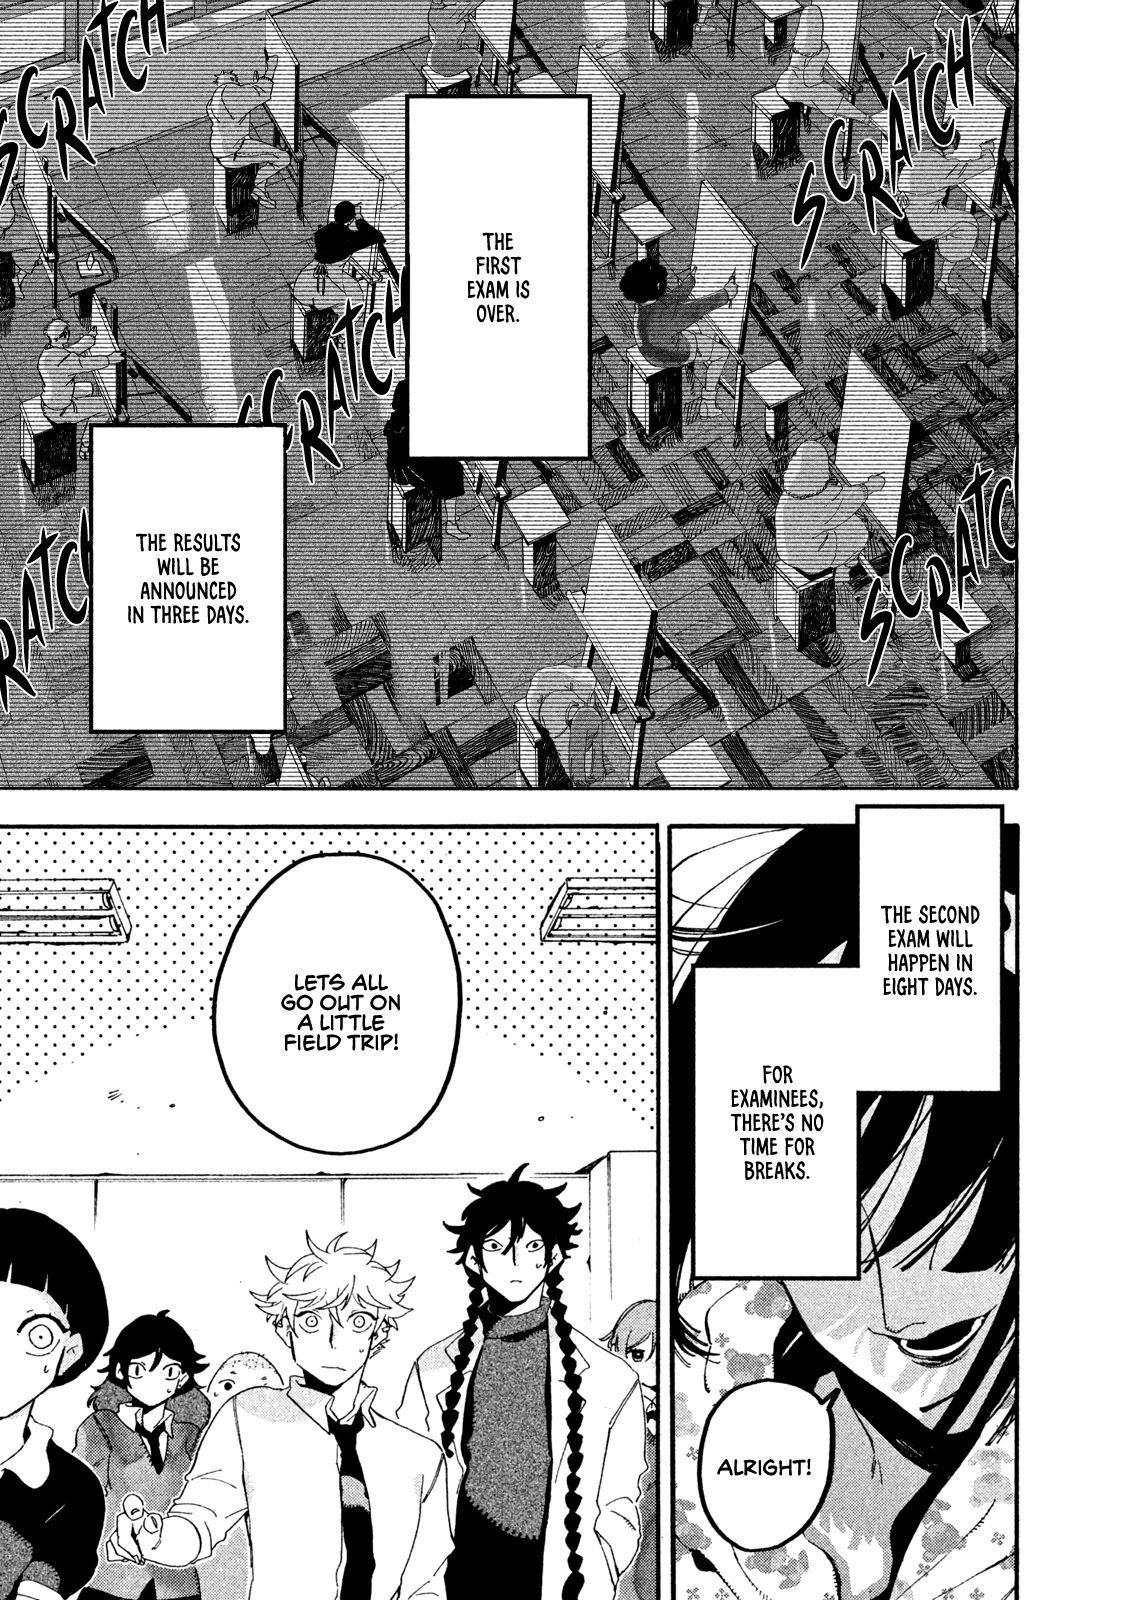 SCRATCH
SCRATCH
THE
FIRST
EXAM IS
OVER.
SCRATCH
SCRATCH
SCRATCH
THE RESULTS
WILL BE
ANNOUNCED
IN THREE DAYS.
THE SECOND
EXAM WILL
HAPPEN IN
EIGHT DAYS.
FOR
EXAMINEES,
THERE'S NO
TIME FOR
BREAKS.
ALRIGHT!
LETS ALL
GO OUT ON
A LITTLE
FIELD TRIP!